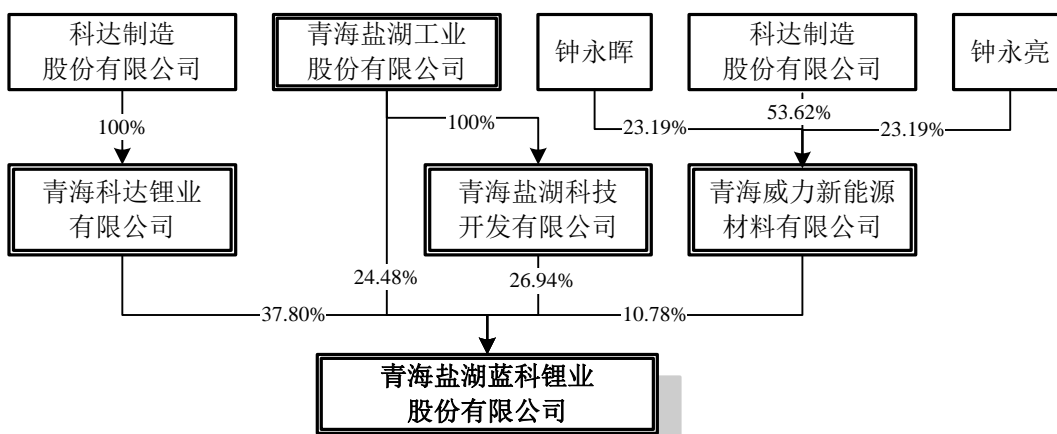 科达制造
股份有限公司
青海盐湖工业
股份有限公司
钟永晖
科达制造
股份有限公司
钟永亮
100%
100%
23.19%
53.62%
23.19%
青海科达锂业
有限公司
青海盐湖科技
开发有限公司
青海威力新能源
材料有限公司
24.48%
26.94%
37.80%
10.78%
青海盐湖蓝科锂业
股份有限公司